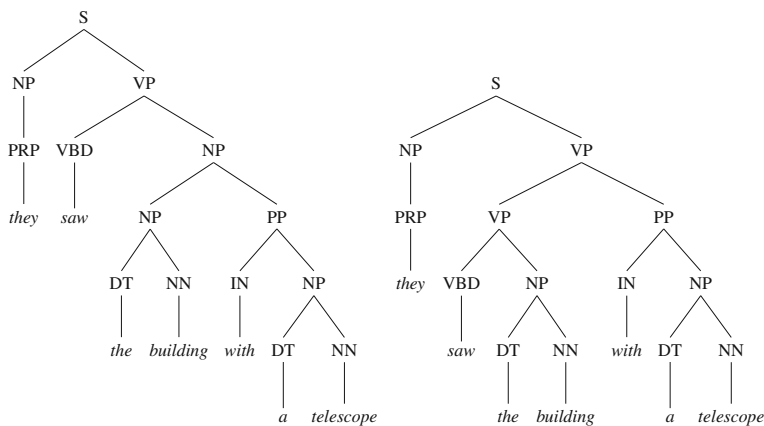 S
NP VP S
PRP VBD NP NP VP
they saw NP PP PRP VP PP
DT NN IN NP they VBD NP IN NP
the building with DT NN saw DT NN with DT NN
a telescope the building a telescope